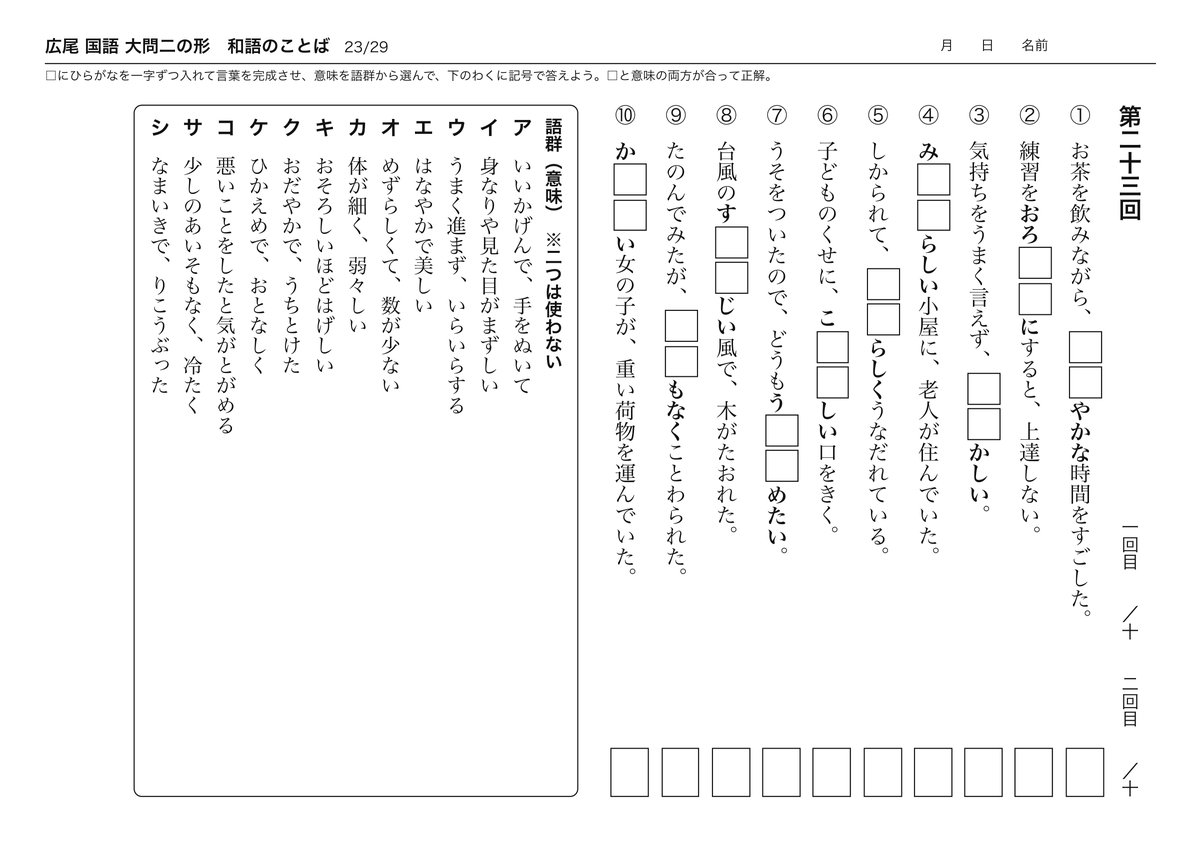 広尾 国語 大問二の形　和語のことば　23/29
月　日　名前
□にひらがなを一字ずつ入れて言葉を完成させ、意味を語群から選んで、下のわくに記号で答えよう。□と意味の両方が合って正解。
第二十三回　一回目　／十　二回目　／十
① お茶を飲みながら、□□やかな時間をすごした。
② 練習をおろ□□にすると、上達しない。
③ 気持ちをうまく言えず、□□かしい。
④ み□□らしい小屋に、老人が住んでいた。
⑤ しかられて、□□らしくうなだれている。
⑥ 子どものくせに、こ□□しい口をきく。
⑦ うそをついたので、どうもう□□めたい。
⑧ 台風のす□□じい風で、木がたおれた。
⑨ たのんでみたが、□□もなくことわられた。
⑩ か□□い女の子が、重い荷物を運んでいた。
語群（意味）　※二つは使わない
ア　いいかげんで、手をぬいて
イ　身なりや見た目がまずしい
ウ　うまく進まず、いらいらする
エ　はなやかで美しい
オ　めずらしくて、数が少ない
カ　体が細く、弱々しい
キ　おそろしいほどはげしい
ク　おだやかで、うちとけた
ケ　ひかえめで、おとなしく
コ　悪いことをしたと気がとがめる
サ　少しのあいそもなく、冷たく
シ　なまいきで、りこうぶった